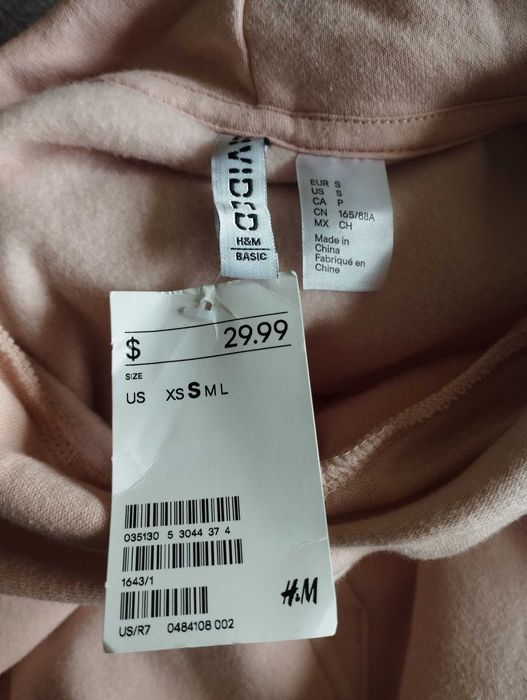 DIVIDED
H&M
BASIC
EUR S
US S
CA P
CN 165/88A
MX CH
Made in
China
Fabriqué en
Chine
$ 29.99
SIZE
US XS S M L
035130 5 3044 37 4
1643/1
US/R7 0484108 002
H&M